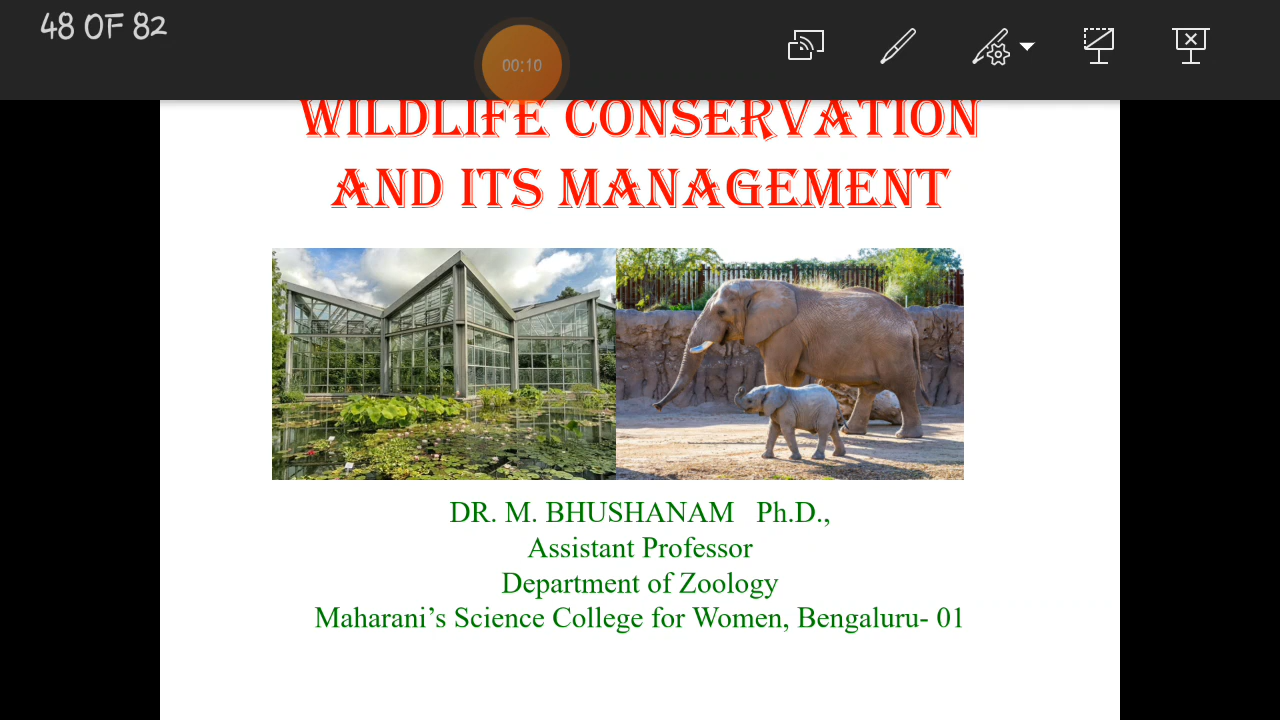 48 OF 82
00:10
WILDLIFE CONSERVATION
AND ITS MANAGEMENT
DR. M. BHUSHANAM Ph.D.,
Assistant Professor
Department of Zoology
Maharani’s Science College for Women, Bengaluru- 01